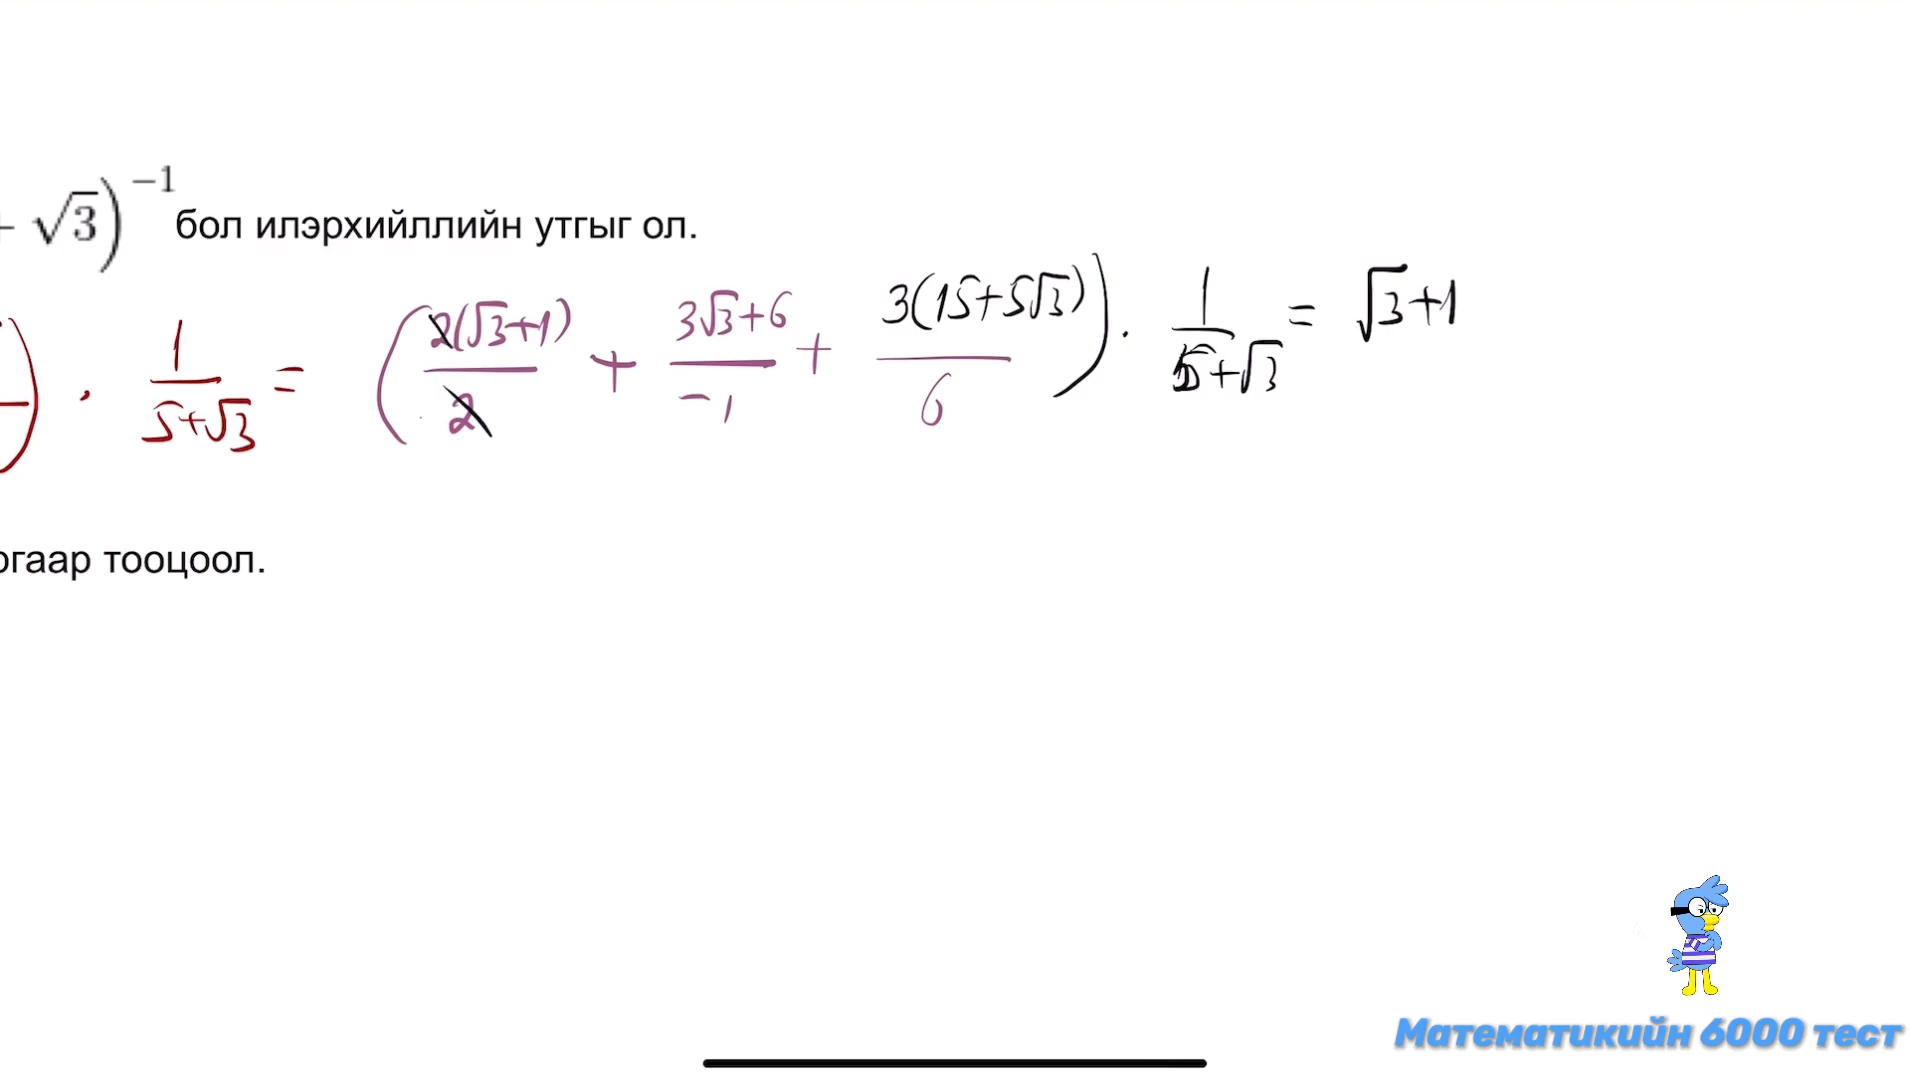 + √3)⁻¹ бол илэрхийллийн утгыг ол.
) · 1/(5+√3) = (2(√3+1)/2 + (3√3+6)/-1 + 3(15+5√3)/6) · 1/(5+√3) = √3+1
огаар тооцоол.
Математикийн 6000 тест